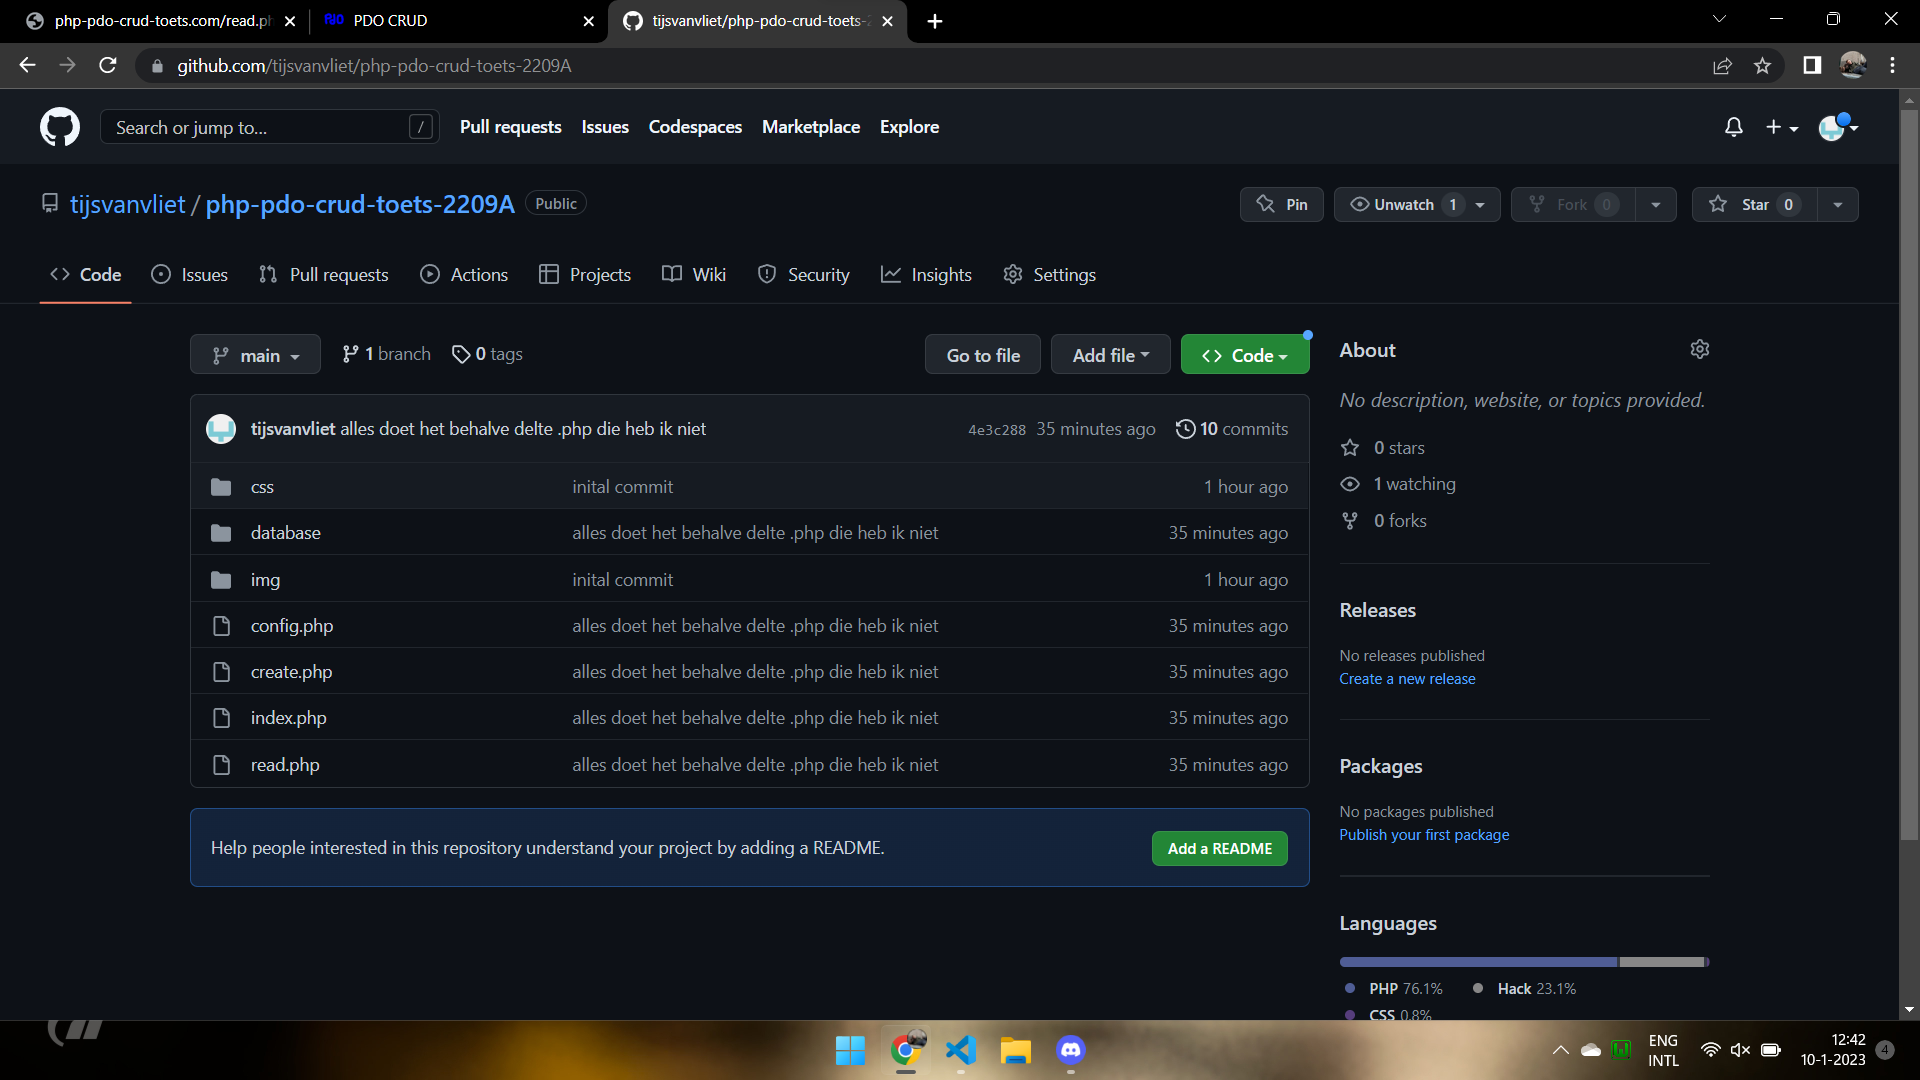 php-pdo-crud-toets.com/read.ph
PDO CRUD
tijsvanvliet/php-pdo-crud-toets-2
github.com/tijsvanvliet/php-pdo-crud-toets-2209A
Search or jump to... /
Pull requests Issues Codespaces Marketplace Explore
tijsvanvliet / php-pdo-crud-toets-2209A Public
Pin Unwatch 1 Fork 0 Star 0
Code Issues Pull requests Actions Projects Wiki Security Insights Settings
main 1 branch 0 tags Go to file Add file Code
tijsvanvliet alles doet het behalve delte .php die heb ik niet 4e3c288 35 minutes ago 10 commits
css inital commit 1 hour ago
database alles doet het behalve delte .php die heb ik niet 35 minutes ago
img inital commit 1 hour ago
config.php alles doet het behalve delte .php die heb ik niet 35 minutes ago
create.php alles doet het behalve delte .php die heb ik niet 35 minutes ago
index.php alles doet het behalve delte .php die heb ik niet 35 minutes ago
read.php alles doet het behalve delte .php die heb ik niet 35 minutes ago
Help people interested in this repository understand your project by adding a README. Add a README
About
No description, website, or topics provided.
0 stars
1 watching
0 forks
Releases
No releases published
Create a new release
Packages
No packages published
Publish your first package
Languages
PHP 76.1% Hack 23.1%
CSS 0.8%
ENG
INTL
12:42
10-1-2023
4